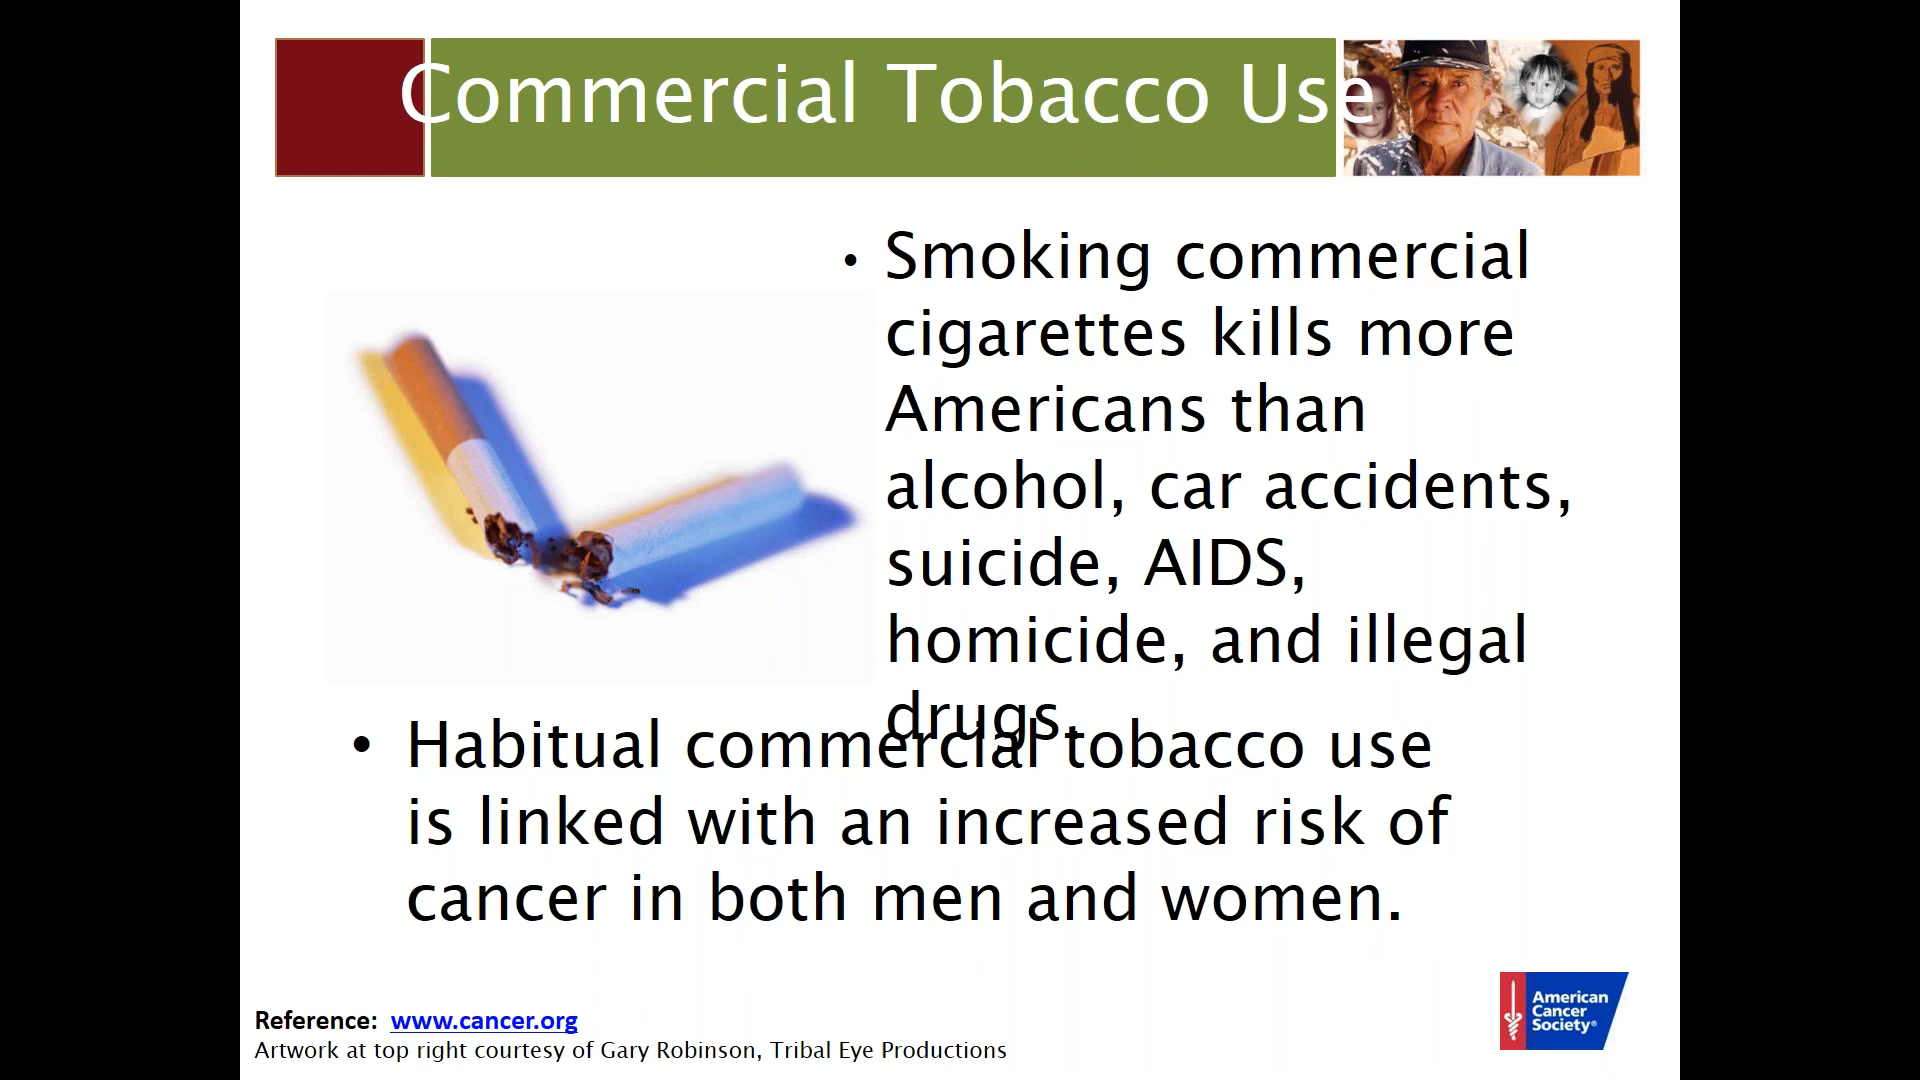 Commercial Tobacco Use
• Smoking commercial
cigarettes kills more
Americans than
alcohol, car accidents,
suicide, AIDS,
homicide, and illegal
drugs.
• Habitual commercial tobacco use
is linked with an increased risk of
cancer in both men and women.
Reference: www.cancer.org
Artwork at top right courtesy of Gary Robinson, Tribal Eye Productions
American
Cancer
Society®